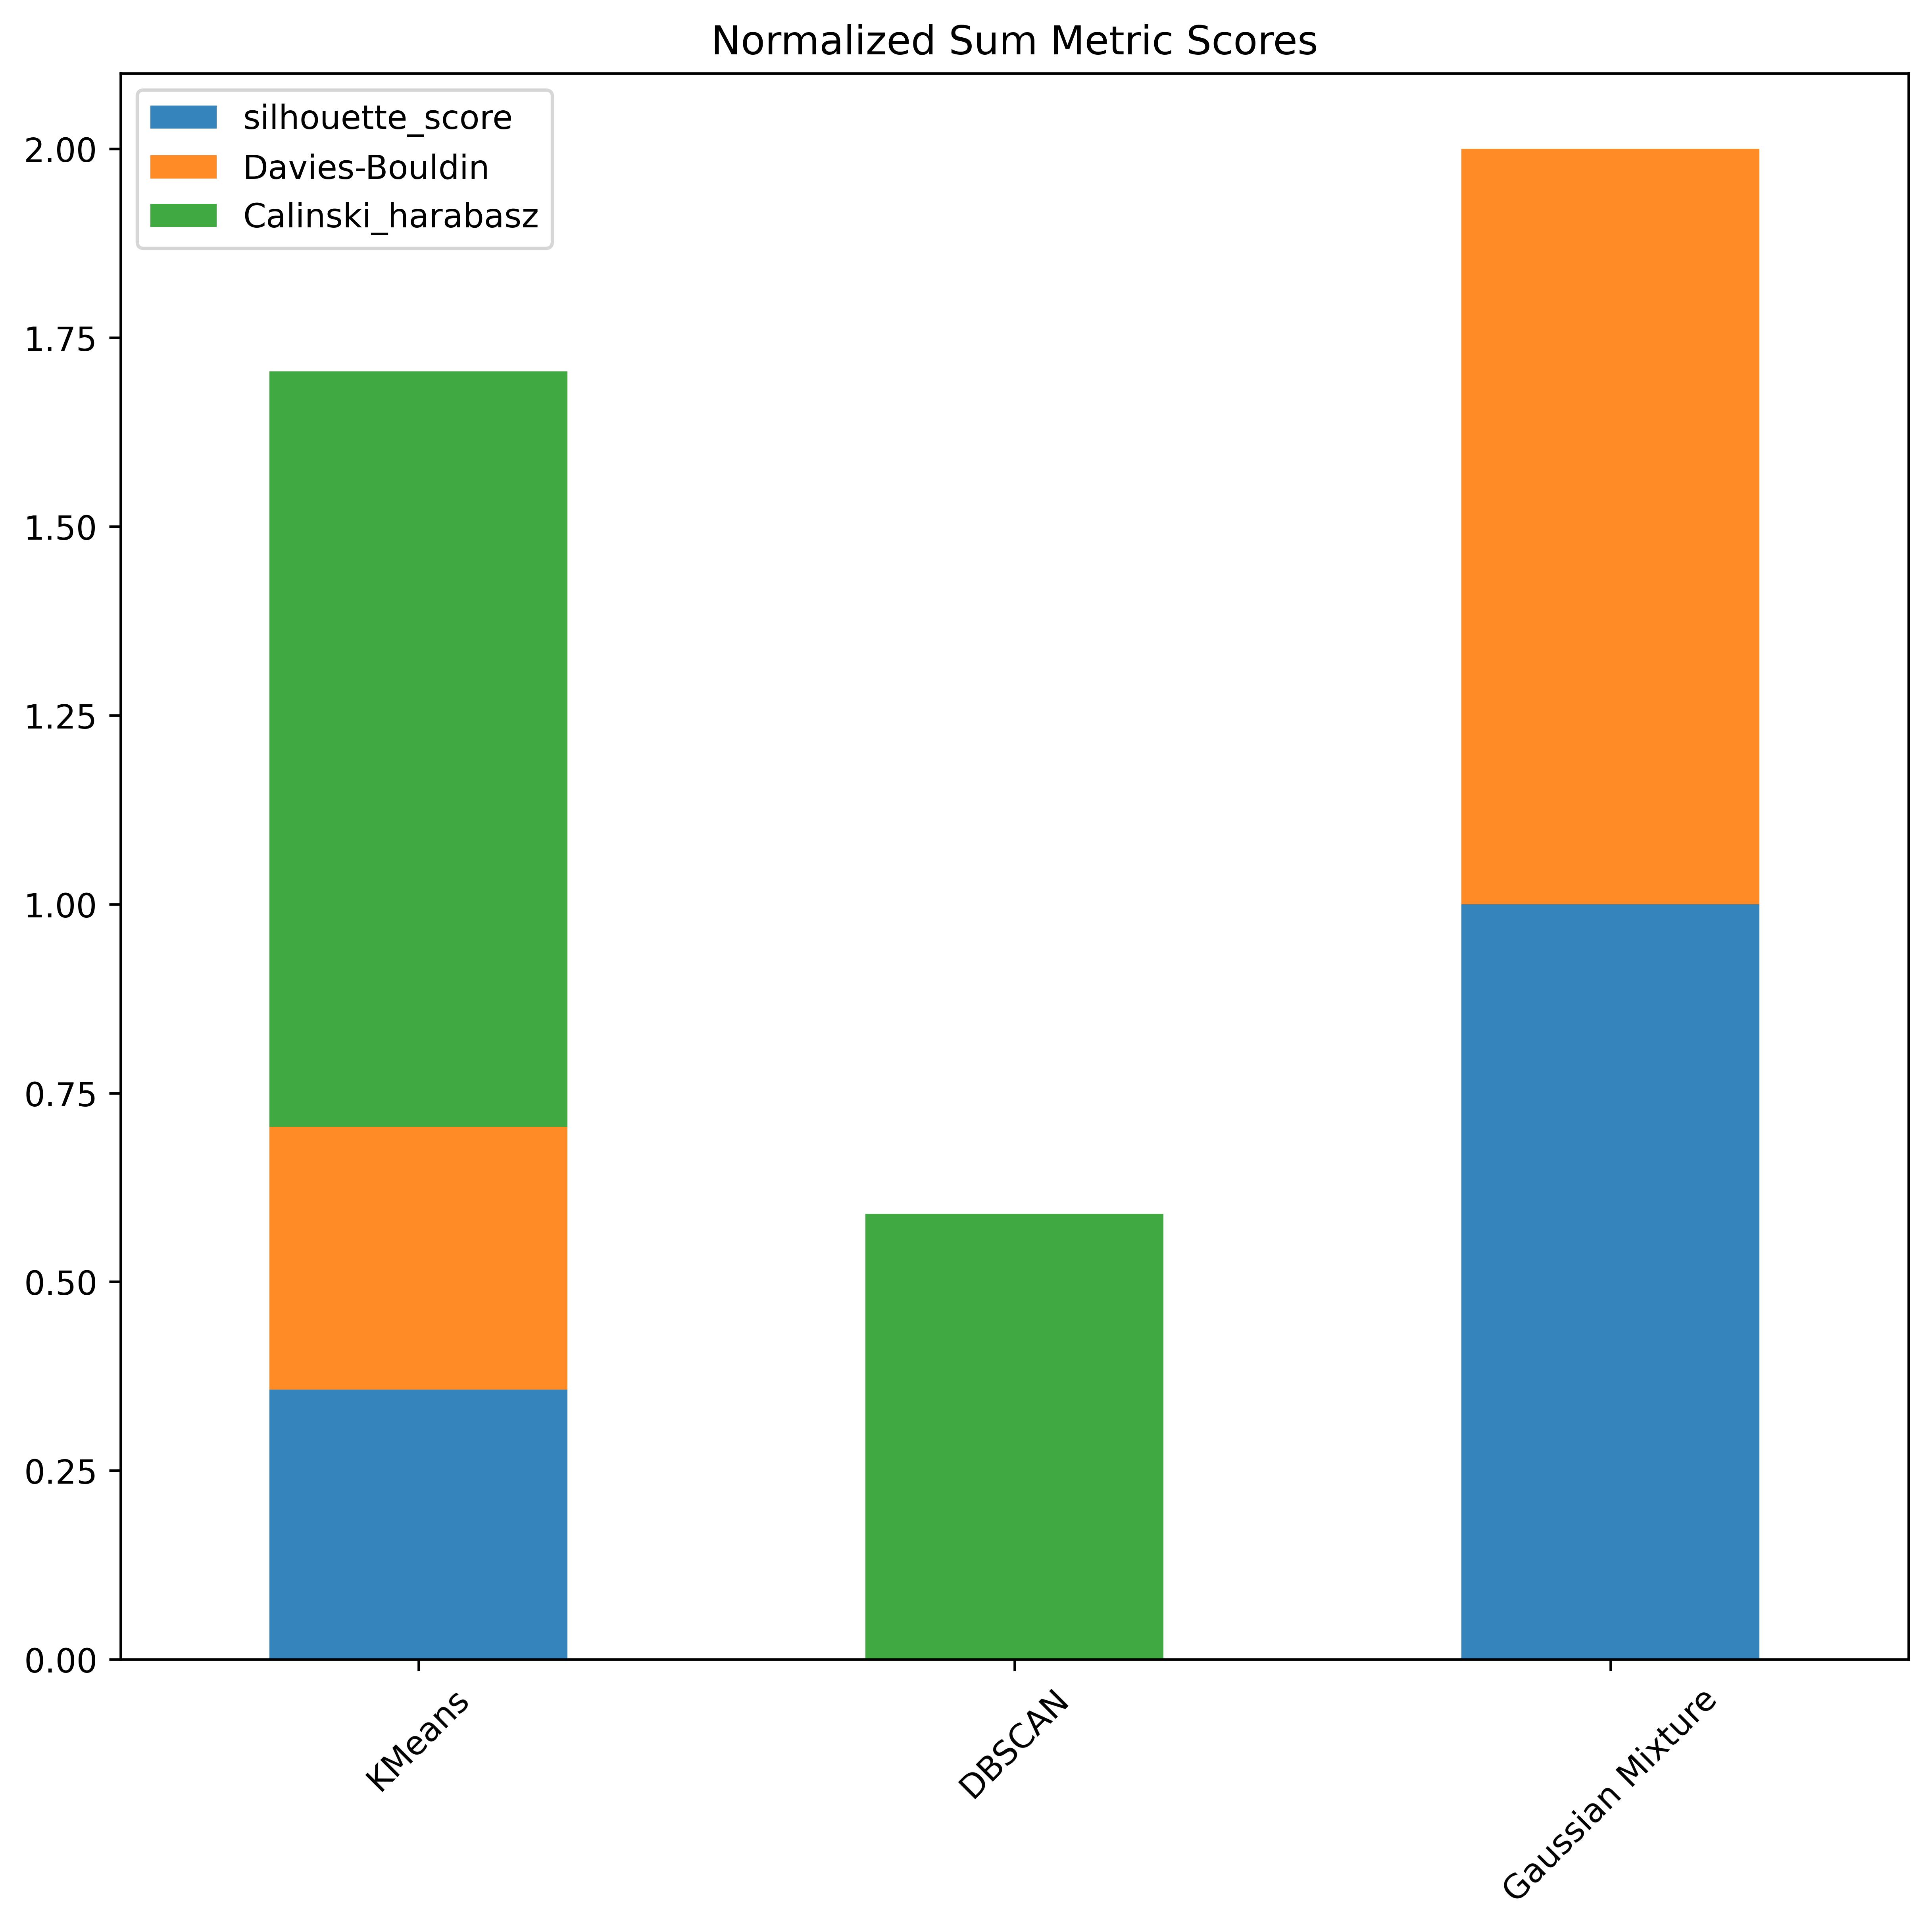 Normalized Sum Metric Scores
silhouette_score
Davies-Bouldin
Calinski_harabasz
2.00
1.75
1.50
1.25
1.00
0.75
0.50
0.25
0.00
KMeans
DBSCAN
Gaussian Mixture